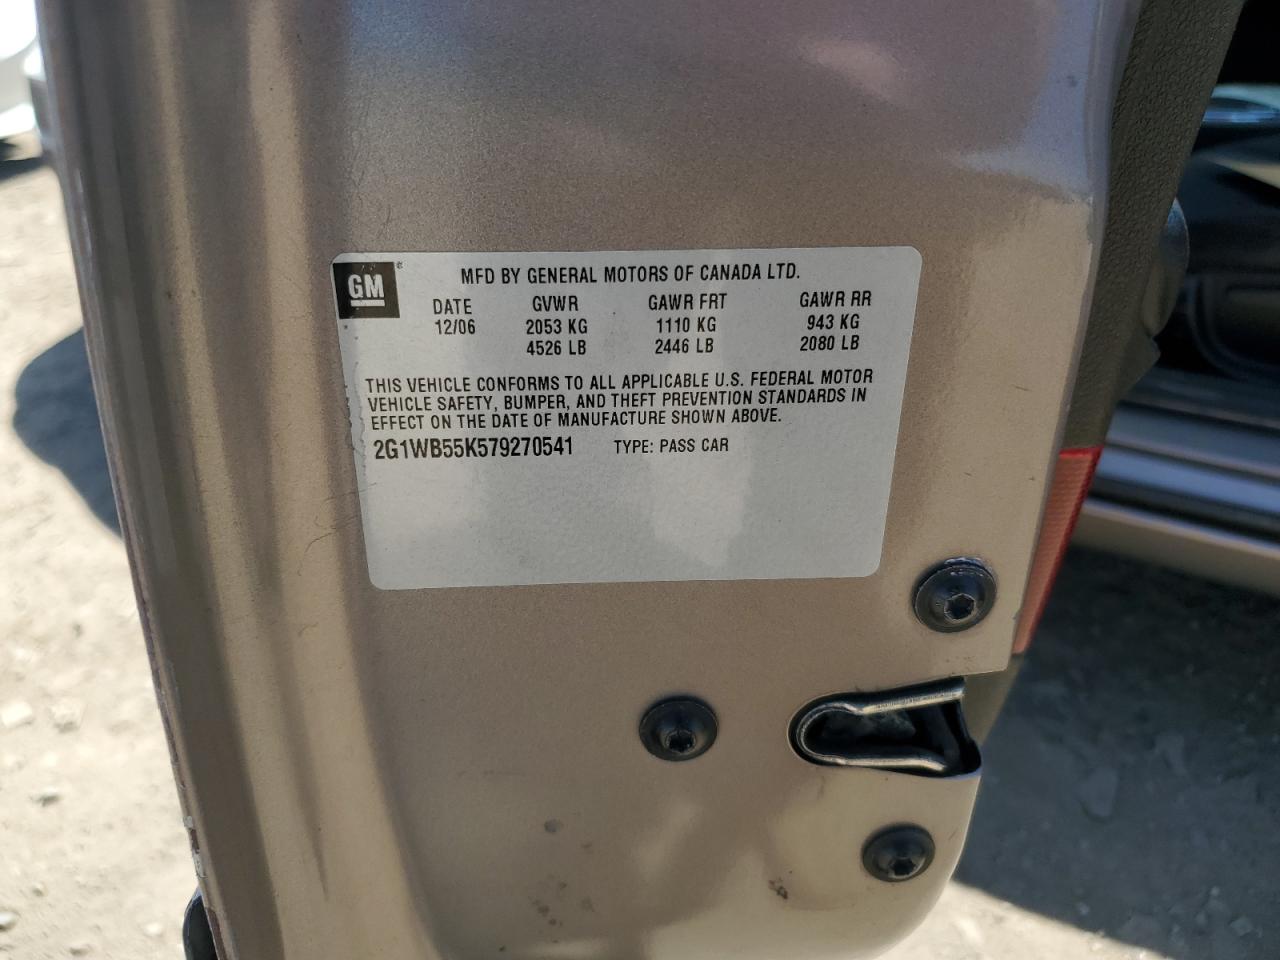 GM
MFD BY GENERAL MOTORS OF CANADA LTD.
DATE GVWR GAWR FRT GAWR RR
12/06 2053 KG 1110 KG 943 KG
4526 LB 2446 LB 2080 LB
THIS VEHICLE CONFORMS TO ALL APPLICABLE U.S. FEDERAL MOTOR
VEHICLE SAFETY, BUMPER, AND THEFT PREVENTION STANDARDS IN
EFFECT ON THE DATE OF MANUFACTURE SHOWN ABOVE.
2G1WB55K579270541 TYPE: PASS CAR